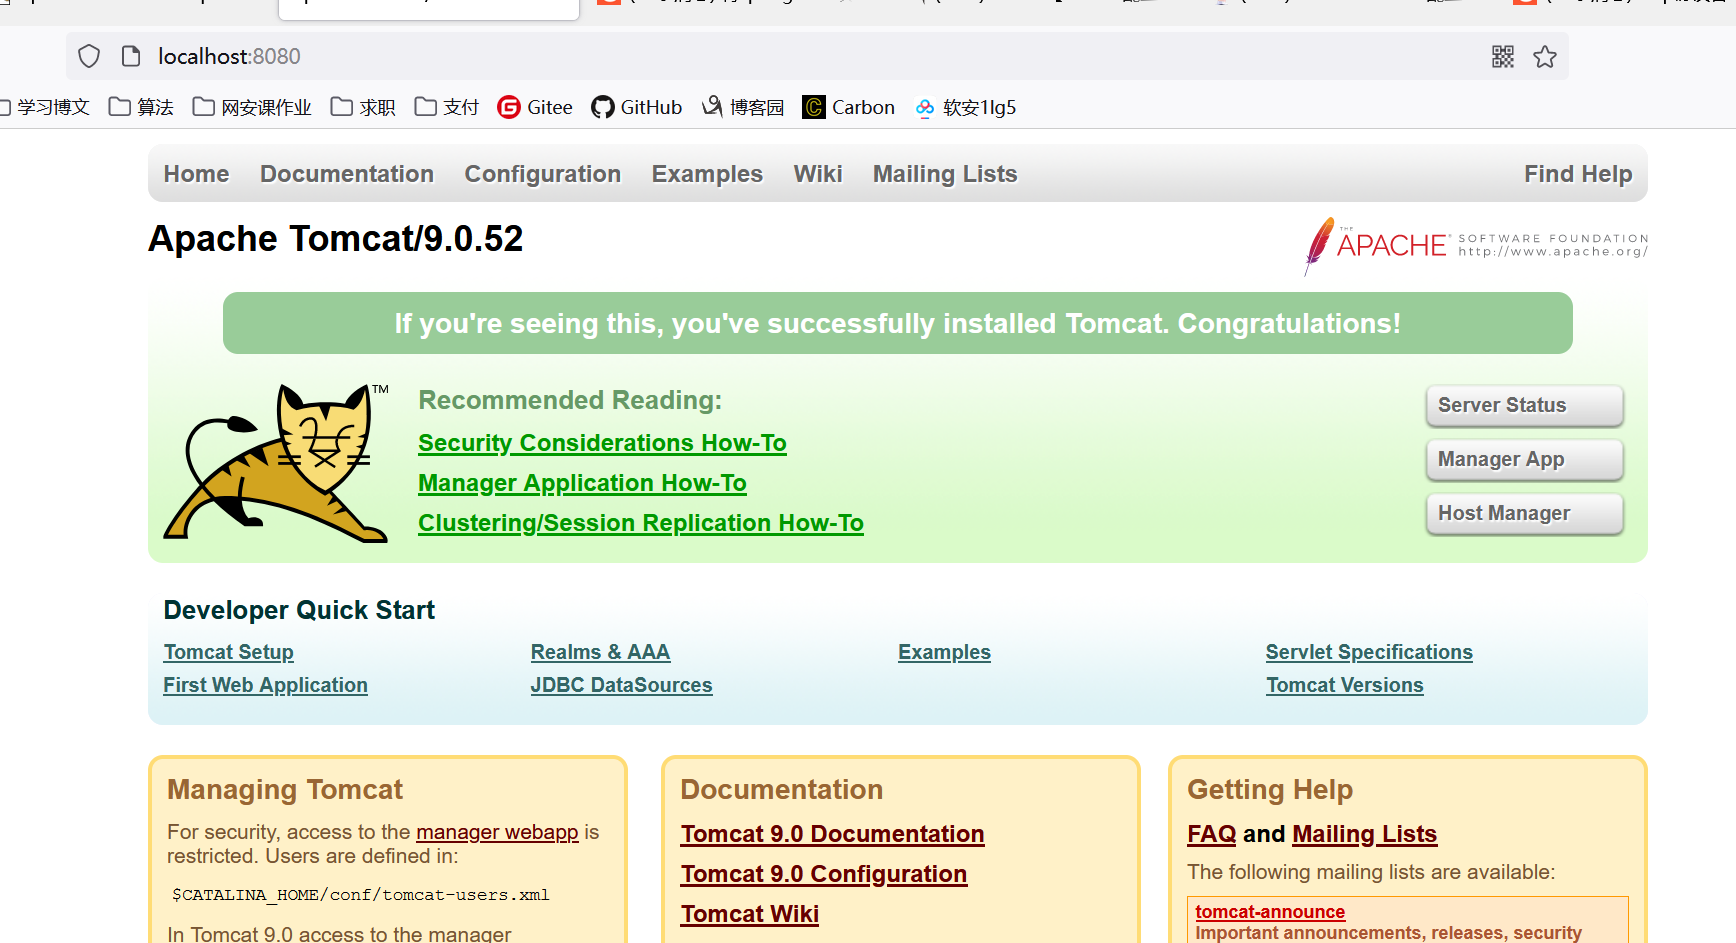 localhost:8080
学习博文 算法 网安课作业 求职 支付 Gitee GitHub 博客园 Carbon 软安1lg5
Home Documentation Configuration Examples Wiki Mailing Lists Find Help
Apache Tomcat/9.0.52
THE APACHE® SOFTWARE FOUNDATION
http://www.apache.org/
If you're seeing this, you've successfully installed Tomcat. Congratulations!
TM
Recommended Reading:
Security Considerations How-To
Manager Application How-To
Clustering/Session Replication How-To
Server Status
Manager App
Host Manager
Developer Quick Start
Tomcat Setup
First Web Application
Realms & AAA
JDBC DataSources
Examples
Servlet Specifications
Tomcat Versions
Managing Tomcat
For security, access to the manager webapp is
restricted. Users are defined in:
$CATALINA_HOME/conf/tomcat-users.xml
In Tomcat 9.0 access to the manager
Documentation
Tomcat 9.0 Documentation
Tomcat 9.0 Configuration
Tomcat Wiki
Getting Help
FAQ and Mailing Lists
The following mailing lists are available:
tomcat-announce
Important announcements, releases, security